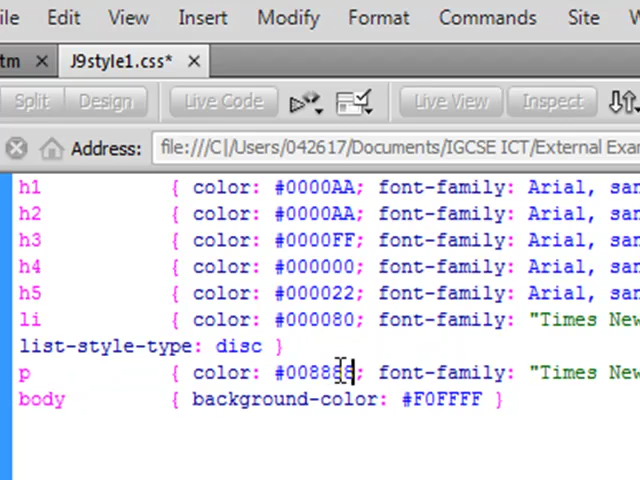 ile Edit View Insert Modify Format Commands Site W
tm J9style1.css*
Split Design Live Code Live View Inspect
Address: file:///C|/Users/042617/Documents/IGCSE ICT/External Exa
h1 { color: #0000AA; font-family: Arial, san
h2 { color: #0000AA; font-family: Arial, san
h3 { color: #0000FF; font-family: Arial, san
h4 { color: #000000; font-family: Arial, san
h5 { color: #000022; font-family: Arial, san
li { color: #000080; font-family: "Times New
list-style-type: disc }
p { color: #008888; font-family: "Times New
body { background-color: #F0FFFF }